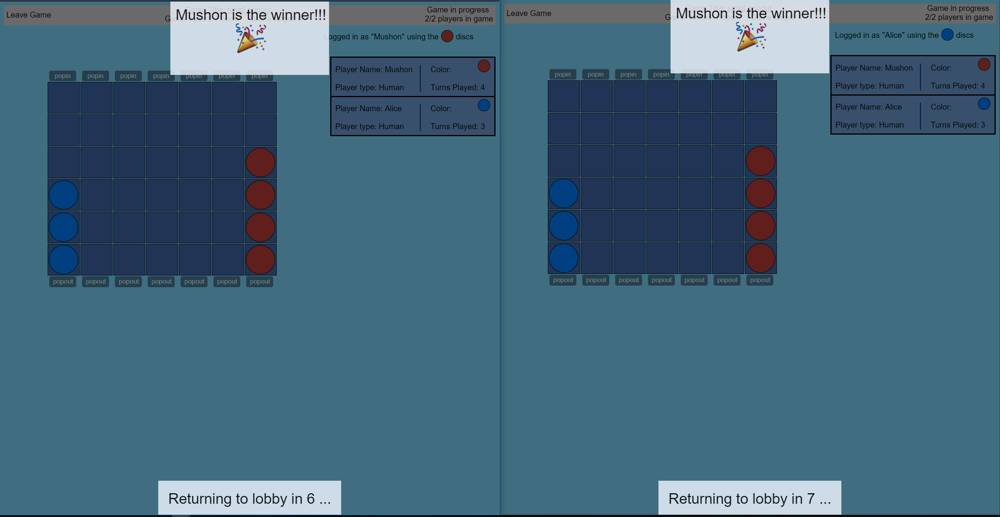 Leave Game
Game Title: small popout
Mushon is the winner!!!
Game in progress
2/2 players in game
Logged in as "Mushon" using the discs
Player Name: Mushon Color:
Player type: Human Turns Played: 4
Player Name: Alice Color:
Player type: Human Turns Played: 3
popin popin popin popin popin popin popin
popout popout popout popout popout popout popout
Returning to lobby in 6 ...
Leave Game
Game Title: small popout
Mushon is the winner!!!
Game in progress
2/2 players in game
Logged in as "Alice" using the discs
Player Name: Mushon Color:
Player type: Human Turns Played: 4
Player Name: Alice Color:
Player type: Human Turns Played: 3
popin popin popin popin popin popin popin
popout popout popout popout popout popout popout
Returning to lobby in 7 ...